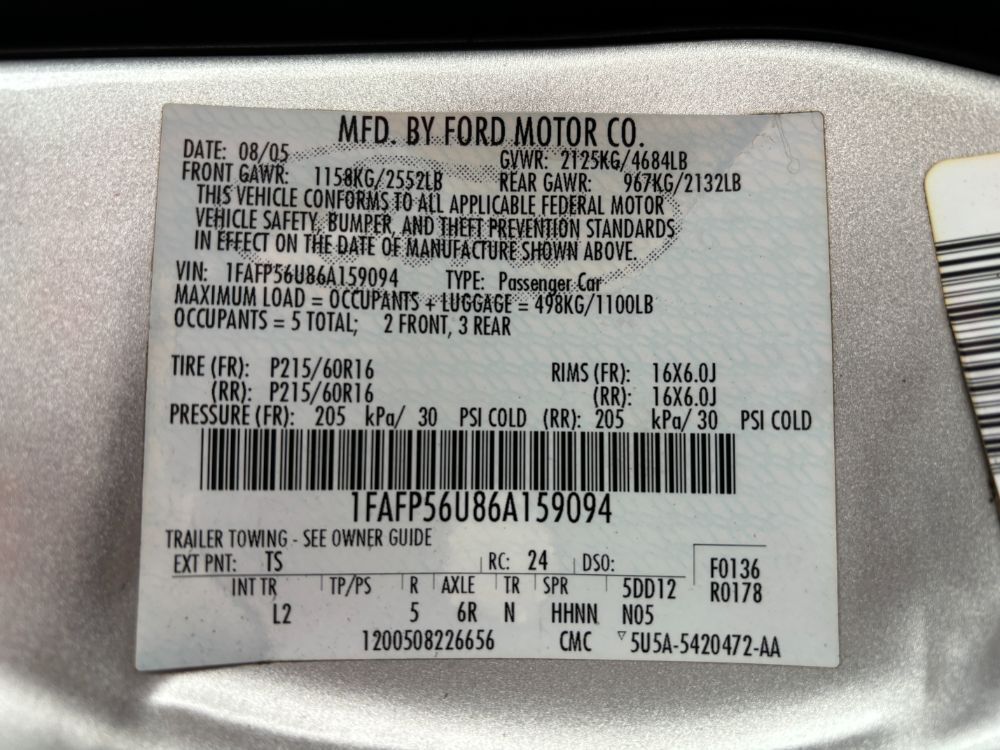 MFD. BY FORD MOTOR CO.
DATE: 08/05 GVWR: 2125KG/4684LB
FRONT GAWR: 1158KG/2552LB REAR GAWR: 967KG/2132LB
THIS VEHICLE CONFORMS TO ALL APPLICABLE FEDERAL MOTOR
VEHICLE SAFETY, BUMPER, AND THEFT PREVENTION STANDARDS
IN EFFECT ON THE DATE OF MANUFACTURE SHOWN ABOVE.
VIN: 1FAFP56U86A159094 TYPE: Passenger Car
MAXIMUM LOAD = OCCUPANTS + LUGGAGE = 498KG/1100LB
OCCUPANTS = 5 TOTAL; 2 FRONT, 3 REAR
TIRE (FR): P215/60R16 RIMS (FR): 16X6.0J
(RR): P215/60R16 (RR): 16X6.0J
PRESSURE (FR): 205 kPa/ 30 PSI COLD (RR): 205 kPa/ 30 PSI COLD
1FAFP56U86A159094
TRAILER TOWING - SEE OWNER GUIDE
EXT PNT: TS RC: 24 DSO: F0136
INT TR TP/PS R AXLE TR SPR 5DD12 R0178
L2 5 6R N HHNN N05
1200508226656 CMC 5U5A-5420472-AA